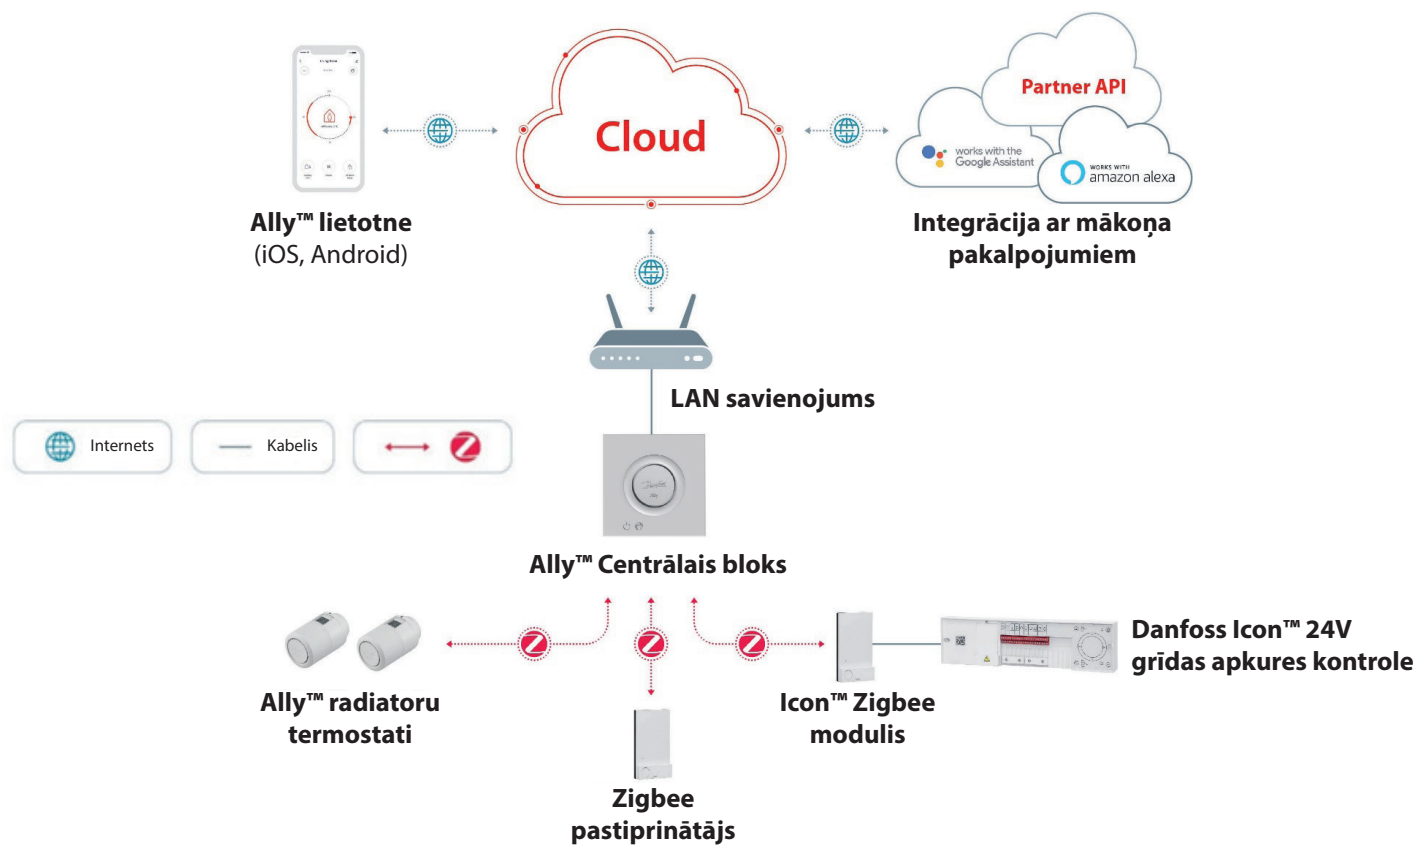 Cloud
Partner API
works with the
Google Assistant
WORKS WITH
amazon alexa
Ally™ lietotne
(iOS, Android)
Integrācija ar mākoņa
pakalpojumiem
LAN savienojums
Internets
Kabelis
Danfoss
Ally
Ally™ Centrālais bloks
Ally™ radiatoru
termostati
Zigbee
pastiprinātājs
Icon™ Zigbee
modulis
Danfoss Icon™ 24V
grīdas apkures kontrole